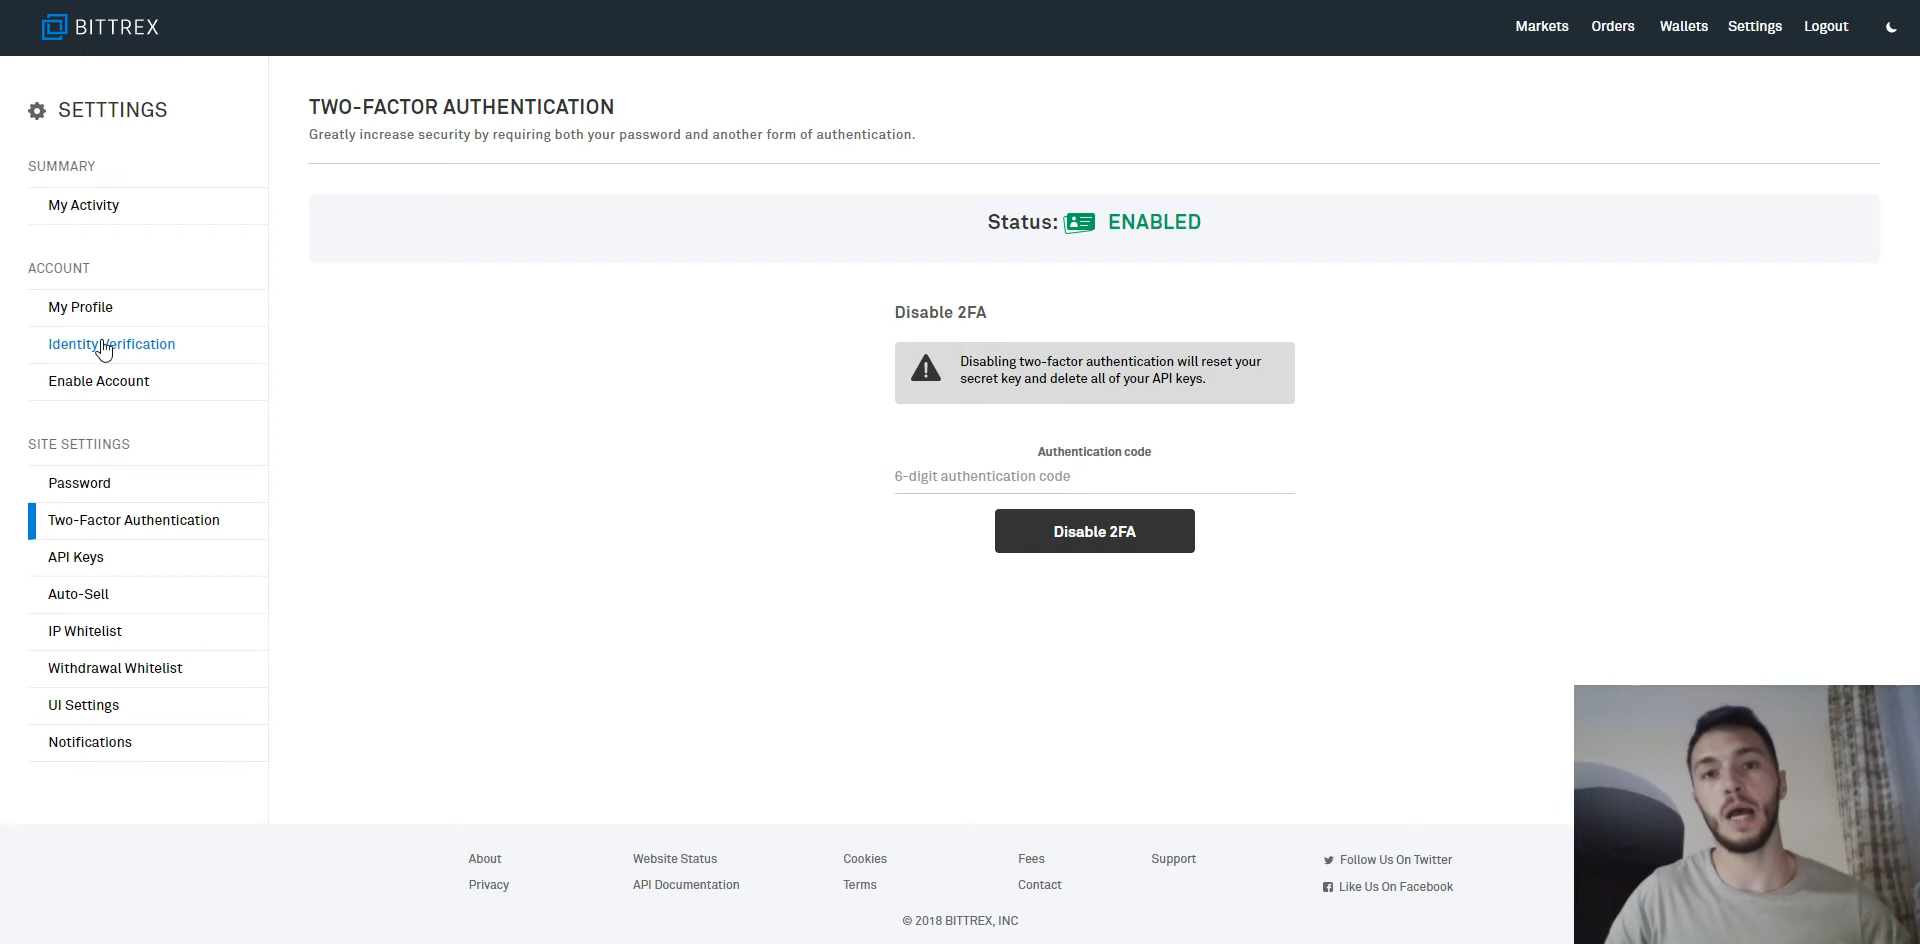 BITTREX
Markets Orders Wallets Settings Logout
SETTTINGS
SUMMARY
My Activity
ACCOUNT
My Profile
Identity Verification
Enable Account
SITE SETTIINGS
Password
Two-Factor Authentication
API Keys
Auto-Sell
IP Whitelist
Withdrawal Whitelist
UI Settings
Notifications
TWO-FACTOR AUTHENTICATION
Greatly increase security by requiring both your password and another form of authentication.
Status: ENABLED
Disable 2FA
Disabling two-factor authentication will reset your
secret key and delete all of your API keys.
Authentication code
6-digit authentication code
Disable 2FA
About Website Status Cookies Fees Support Follow Us On Twitter
Privacy API Documentation Terms Contact Like Us On Facebook
© 2018 BITTREX, INC